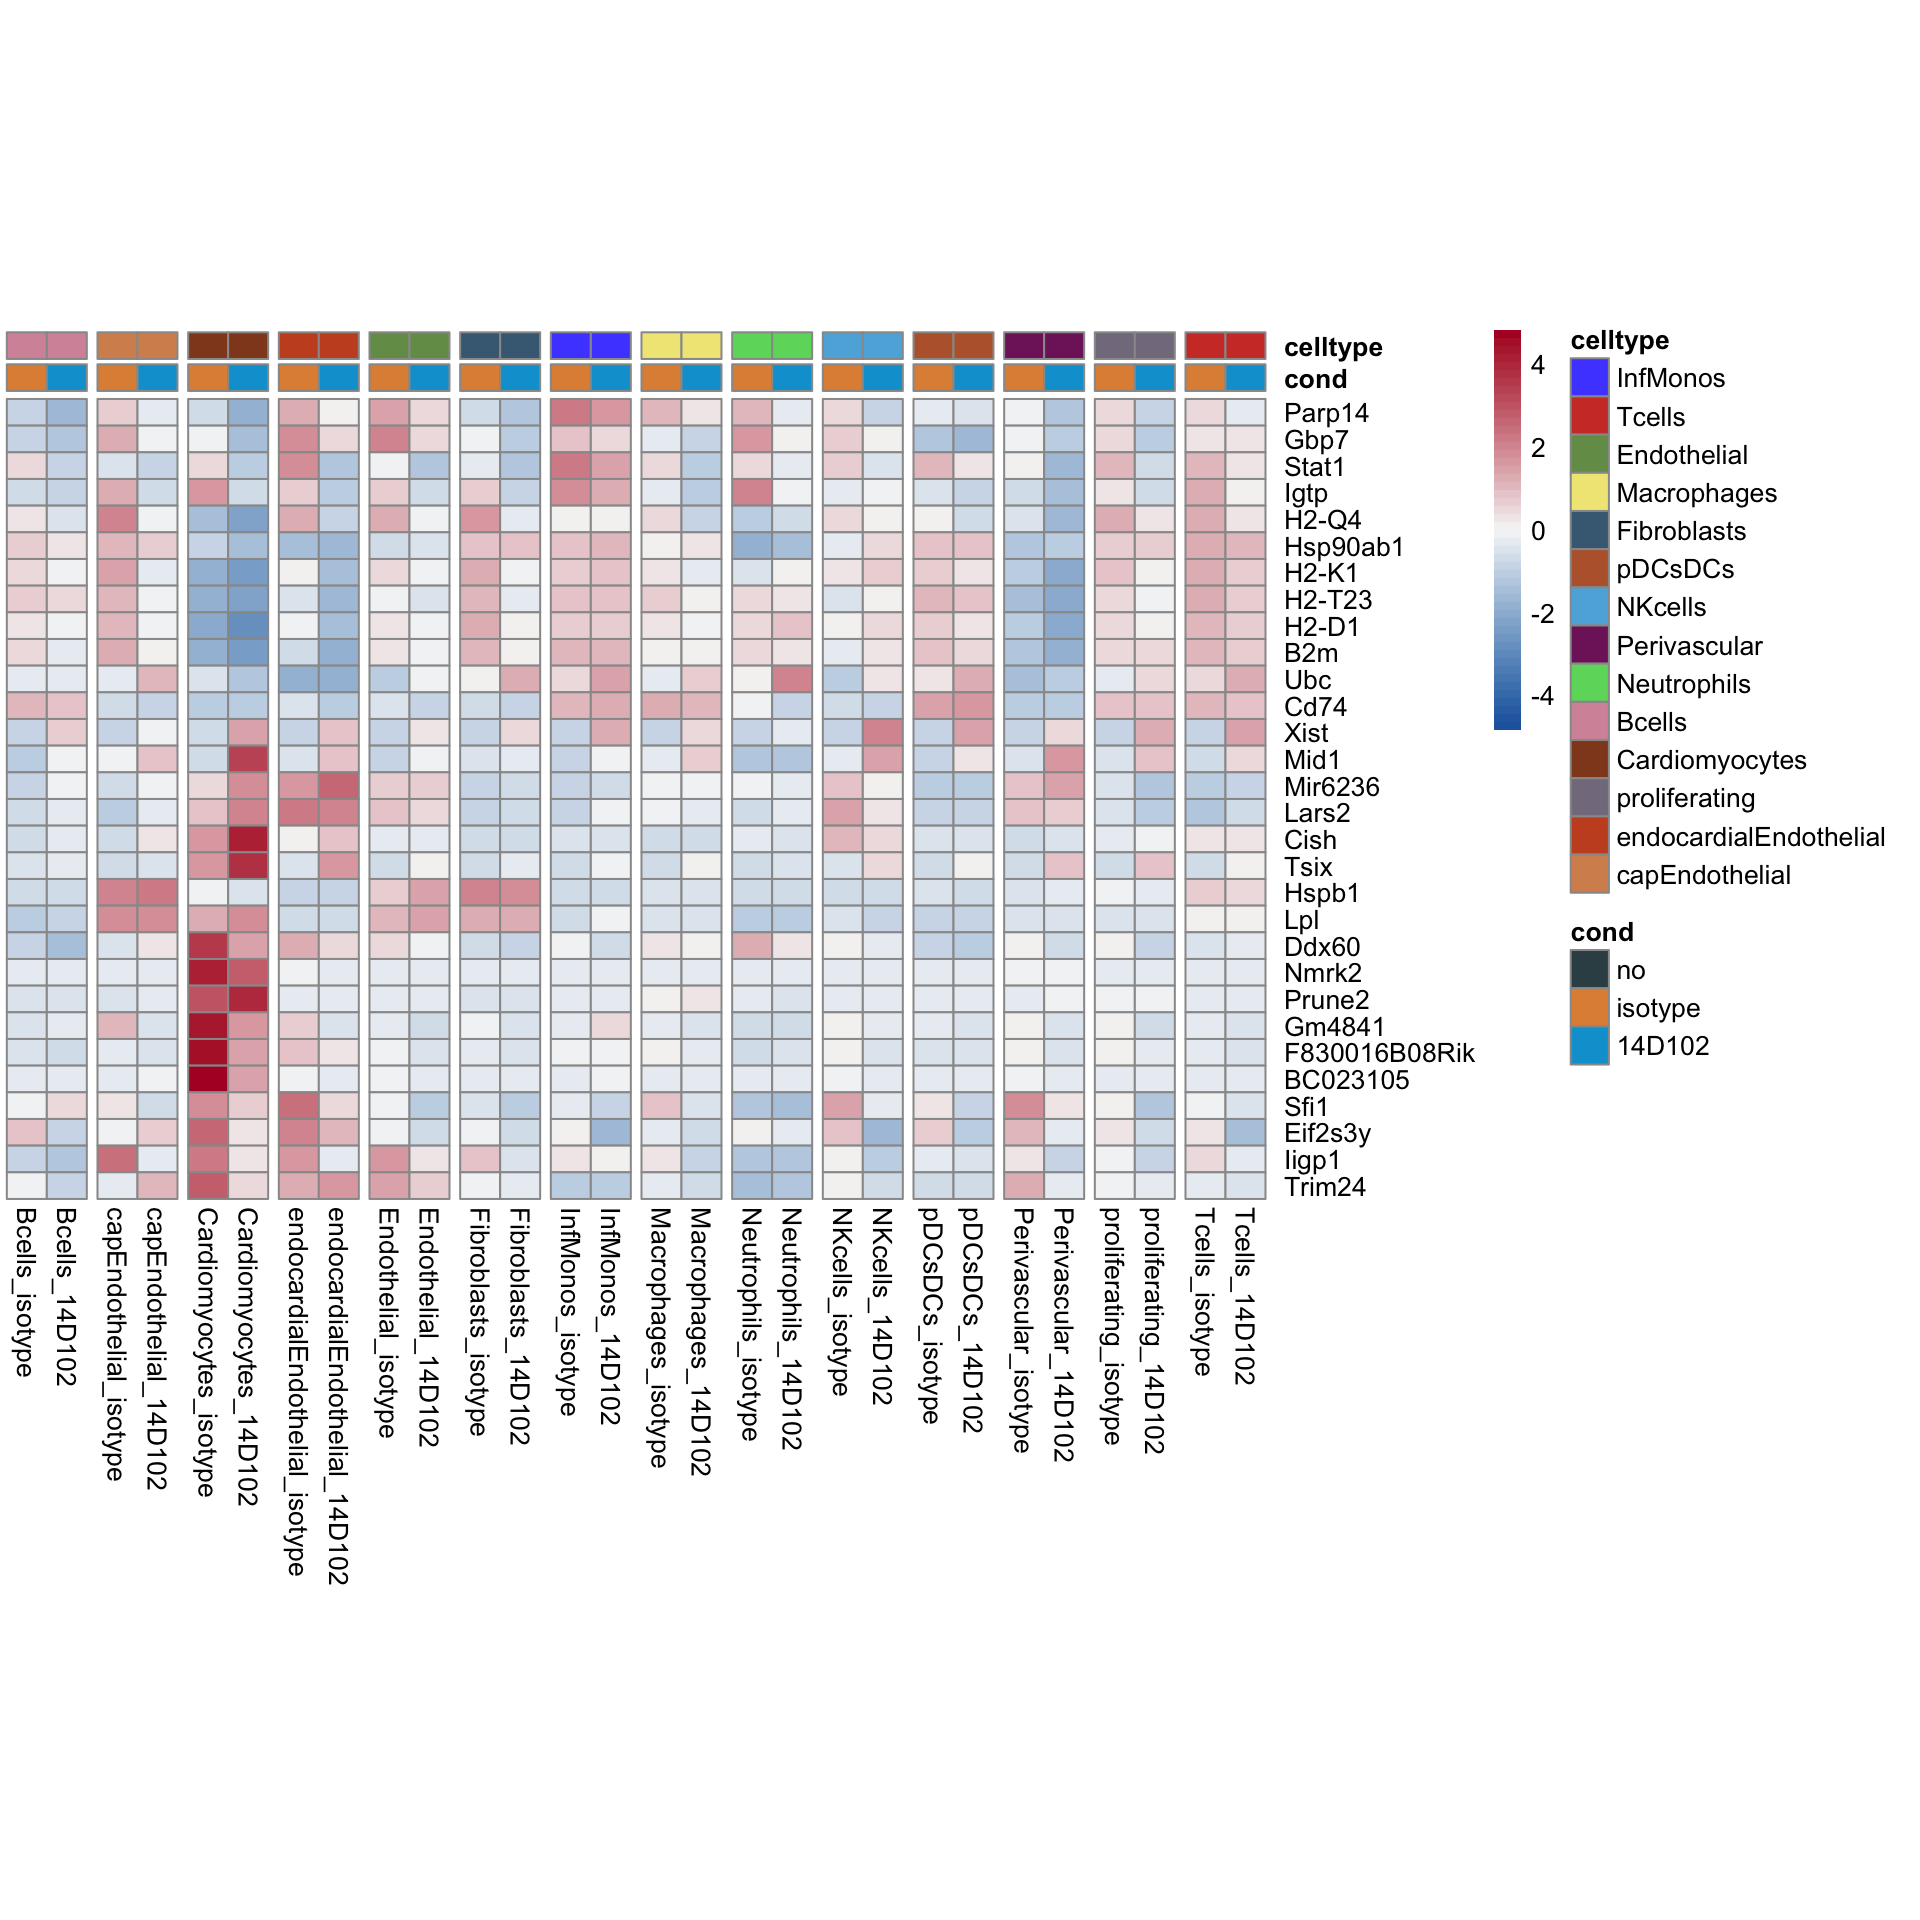 celltype
cond
Parp14
Gbp7
Stat1
Igtp
H2-Q4
Hsp90ab1
H2-K1
H2-T23
H2-D1
B2m
Ubc
Cd74
Xist
Mid1
Mir6236
Lars2
Cish
Tsix
Hspb1
Lpl
Ddx60
Nmrk2
Prune2
Gm4841
F830016B08Rik
BC023105
Sfi1
Eif2s3y
Iigp1
Trim24
Bcells_isotype
Bcells_14D102
capEndothelial_isotype
capEndothelial_14D102
Cardiomyocytes_isotype
Cardiomyocytes_14D102
endocardialEndothelial_isotype
endocardialEndothelial_14D102
Endothelial_isotype
Endothelial_14D102
Fibroblasts_isotype
Fibroblasts_14D102
InfMonos_isotype
InfMonos_14D102
Macrophages_isotype
Macrophages_14D102
Neutrophils_isotype
Neutrophils_14D102
NKcells_isotype
NKcells_14D102
pDCsDCs_isotype
pDCsDCs_14D102
Perivascular_isotype
Perivascular_14D102
proliferating_isotype
proliferating_14D102
Tcells_isotype
Tcells_14D102
4
2
0
-2
-4
celltype
InfMonos
Tcells
Endothelial
Macrophages
Fibroblasts
pDCsDCs
NKcells
Perivascular
Neutrophils
Bcells
Cardiomyocytes
proliferating
endocardialEndothelial
capEndothelial
cond
no
isotype
14D102